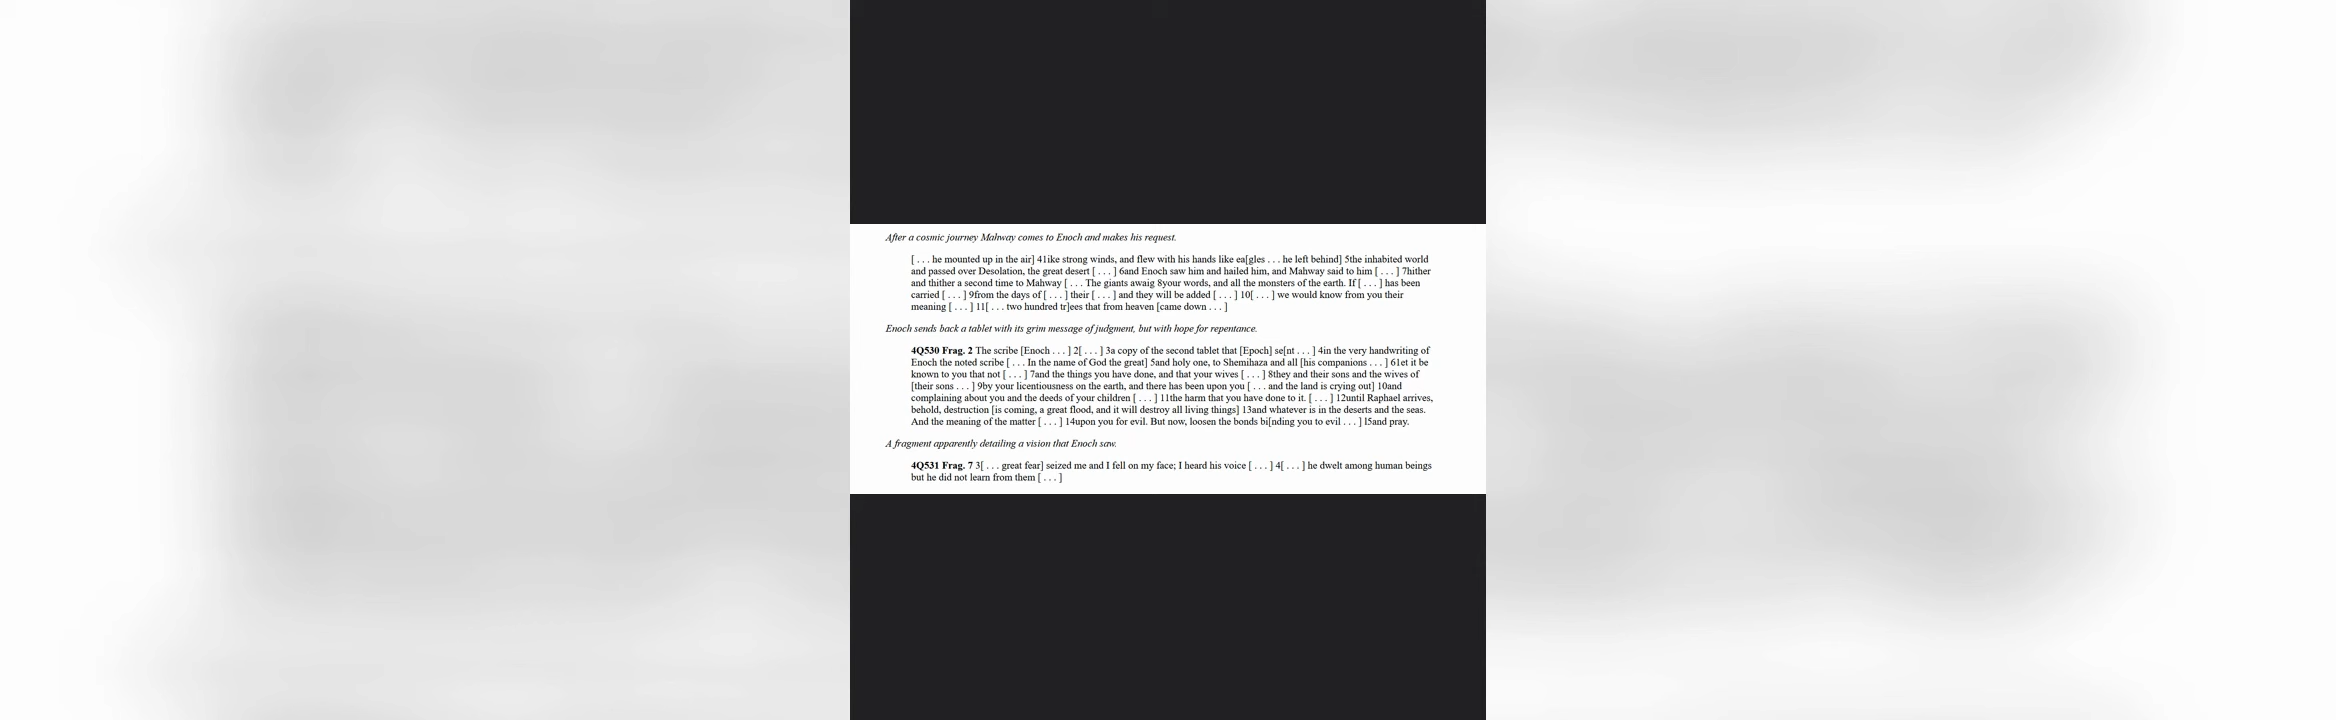 After a cosmic journey Mahway comes to Enoch and makes his request.
[ . . . he mounted up in the air] 41ike strong winds, and flew with his hands like ea[gles . . . he left behind] 5the inhabited world
and passed over Desolation, the great desert [ . . . ] 6and Enoch saw him and hailed him, and Mahway said to him [ . . . ] 7hither
and thither a second time to Mahway [ . . . The giants awaig 8your words, and all the monsters of the earth. If [ . . . ] has been
carried [ . . . ] 9from the days of [ . . . ] their [ . . . ] and they will be added [ . . . ] 10[ . . . ] we would know from you their
meaning [ . . . ] 11[ . . . two hundred tr]ees that from heaven [came down . . . ]
Enoch sends back a tablet with its grim message of judgment, but with hope for repentance.
4Q530 Frag. 2 The scribe [Enoch . . . ] 2[ . . . ] 3a copy of the second tablet that [Epoch] se[nt . . . ] 4in the very handwriting of
Enoch the noted scribe [ . . . In the name of God the great] 5and holy one, to Shemihaza and all [his companions . . . ] 61et it be
known to you that not [ . . . ] 7and the things you have done, and that your wives [ . . . ] 8they and their sons and the wives of
[their sons . . . ] 9by your licentiousness on the earth, and there has been upon you [ . . . and the land is crying out] 10and
complaining about you and the deeds of your children [ . . . ] 11the harm that you have done to it. [ . . . ] 12until Raphael arrives,
behold, destruction [is coming, a great flood, and it will destroy all living things] 13and whatever is in the deserts and the seas.
And the meaning of the matter [ . . . ] 14upon you for evil. But now, loosen the bonds bi[nding you to evil . . . ] l5and pray.
A fragment apparently detailing a vision that Enoch saw.
4Q531 Frag. 7 3[ . . . great fear] seized me and I fell on my face; I heard his voice [ . . . ] 4[ . . . ] he dwelt among human beings
but he did not learn from them [ . . . ]